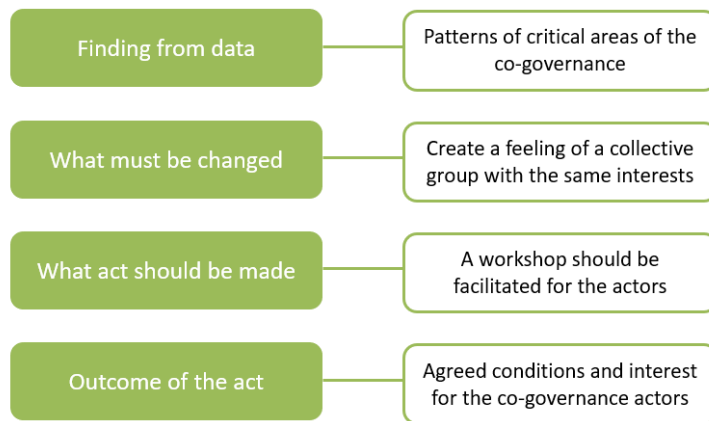 Finding from data
Patterns of critical areas of the
co-governance
What must be changed
Create a feeling of a collective
group with the same interests
What act should be made
A workshop should be
facilitated for the actors
Outcome of the act
Agreed conditions and interest
for the co-governance actors